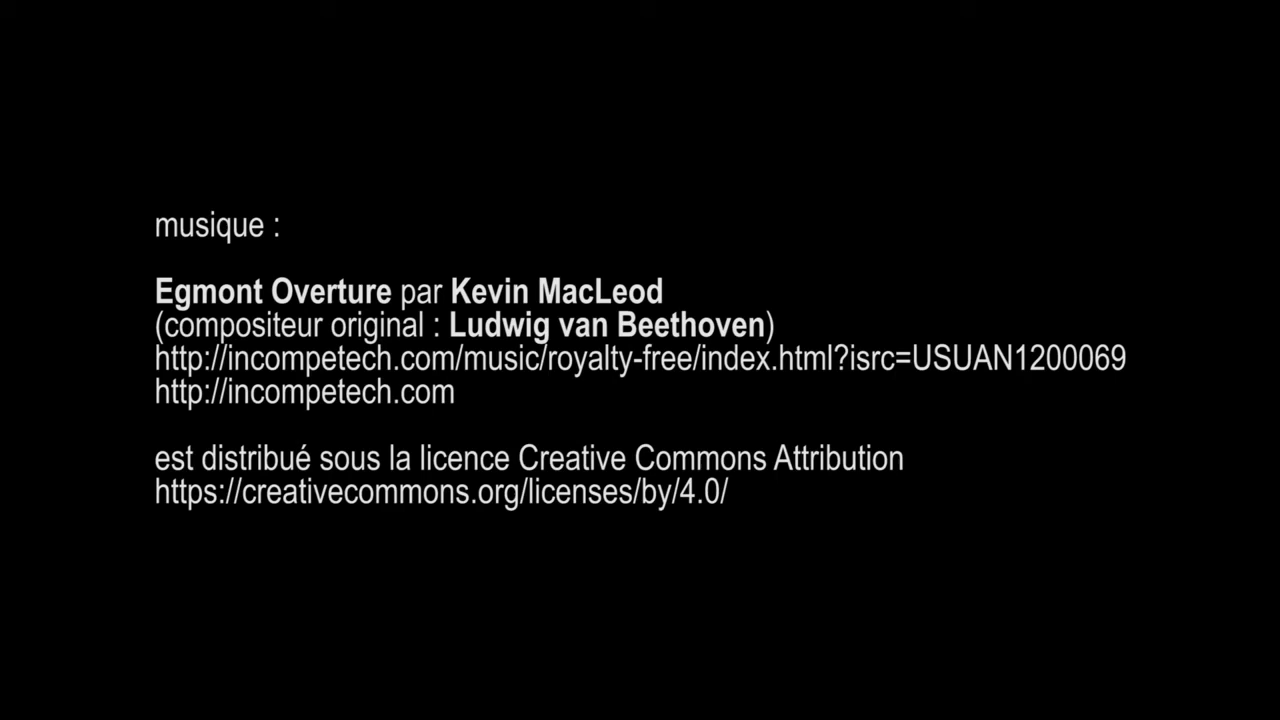 musique :
Egmont Overture par Kevin MacLeod
(compositeur original : Ludwig van Beethoven)
http://incompetech.com/music/royalty-free/index.html?isrc=USUAN1200069
http://incompetech.com
est distribué sous la licence Creative Commons Attribution
https://creativecommons.org/licenses/by/4.0/